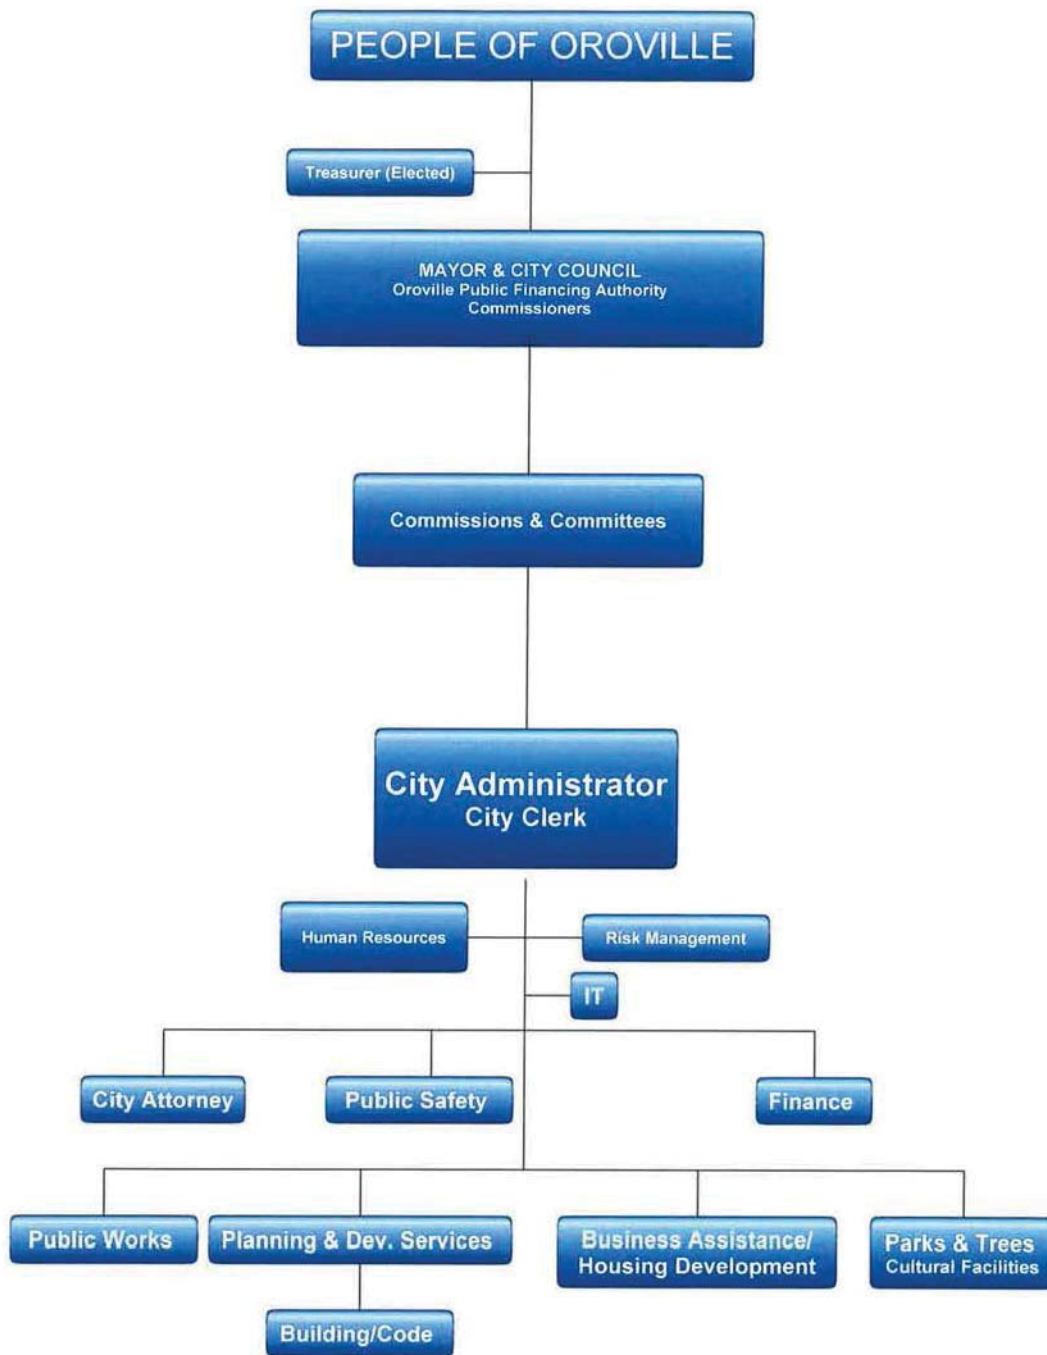 PEOPLE OF OROVILLE
Treasurer (Elected)
MAYOR & CITY COUNCIL
Oroville Public Financing Authority
Commissioners
Commissions & Committees
City Administrator
City Clerk
Human Resources
Risk Management
IT
City Attorney
Public Safety
Finance
Public Works
Planning & Dev. Services
Business Assistance/
Housing Development
Parks & Trees
Cultural Facilities
Building/Code